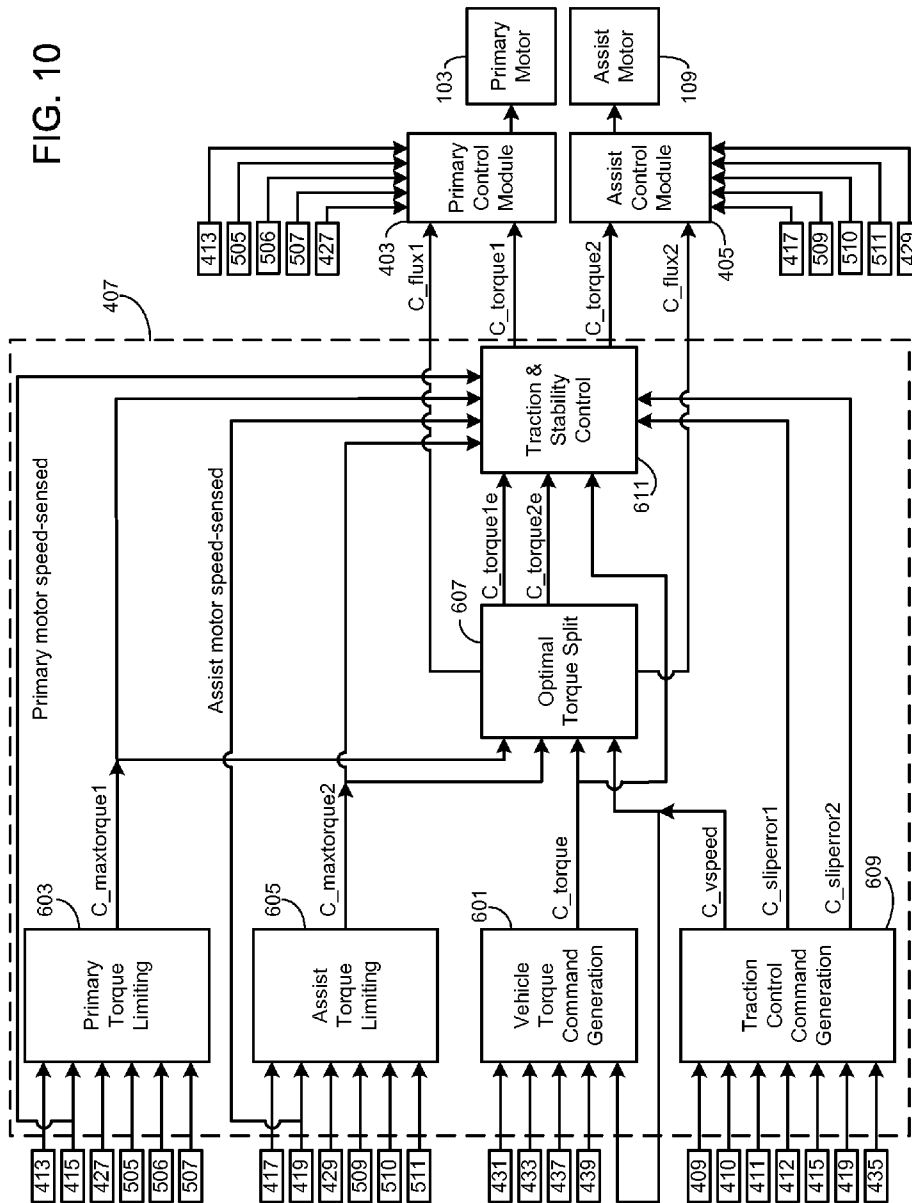 FIG. 10
407
Primary motor speed-sensed
Assist motor speed-sensed
413
415
427
505
506
507
603
Primary
Torque
Limiting
C_maxtorque1
417
419
429
509
510
511
605
Assist
Torque
Limiting
C_maxtorque2
431
433
437
439
601
Vehicle
Torque
Command
Generation
C_torque
409
410
411
412
415
419
435
609
Traction
Control
Command
Generation
C_vspeed
C_sliperror1
C_sliperror2
607
Optimal
Torque Split
C_torque1e
C_torque2e
611
Traction &
Stability
Control
C_flux1
C_torque1
C_torque2
C_flux2
413
505
506
507
427
403
Primary
Control
Module
103
Primary
Motor
417
509
510
511
429
405
Assist
Control
Module
109
Assist
Motor